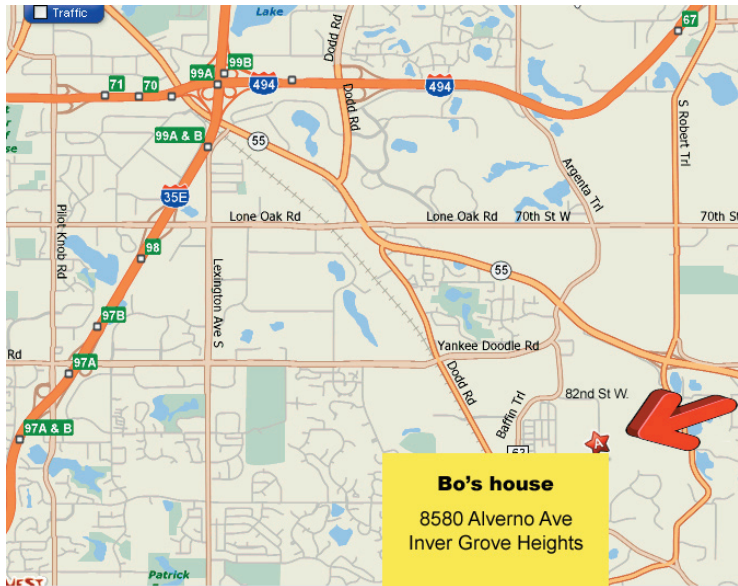 Traffic
Lake
Dodd Rd
67
99B
99A
71
70
494
494
Dodd Rd
S Robert Trl
99A & B
55
Argenta Trl
35E
Pilot Knob Rd
Lone Oak Rd
Lone Oak Rd
70th St W
70th St
98
Lexington Ave S
55
97B
Yankee Doodle Rd
Rd
97A
Dodd Rd
82nd St W.
Baffin Trl
97A & B
A
63
Bo's house
8580 Alverno Ave
Inver Grove Heights
Patrick